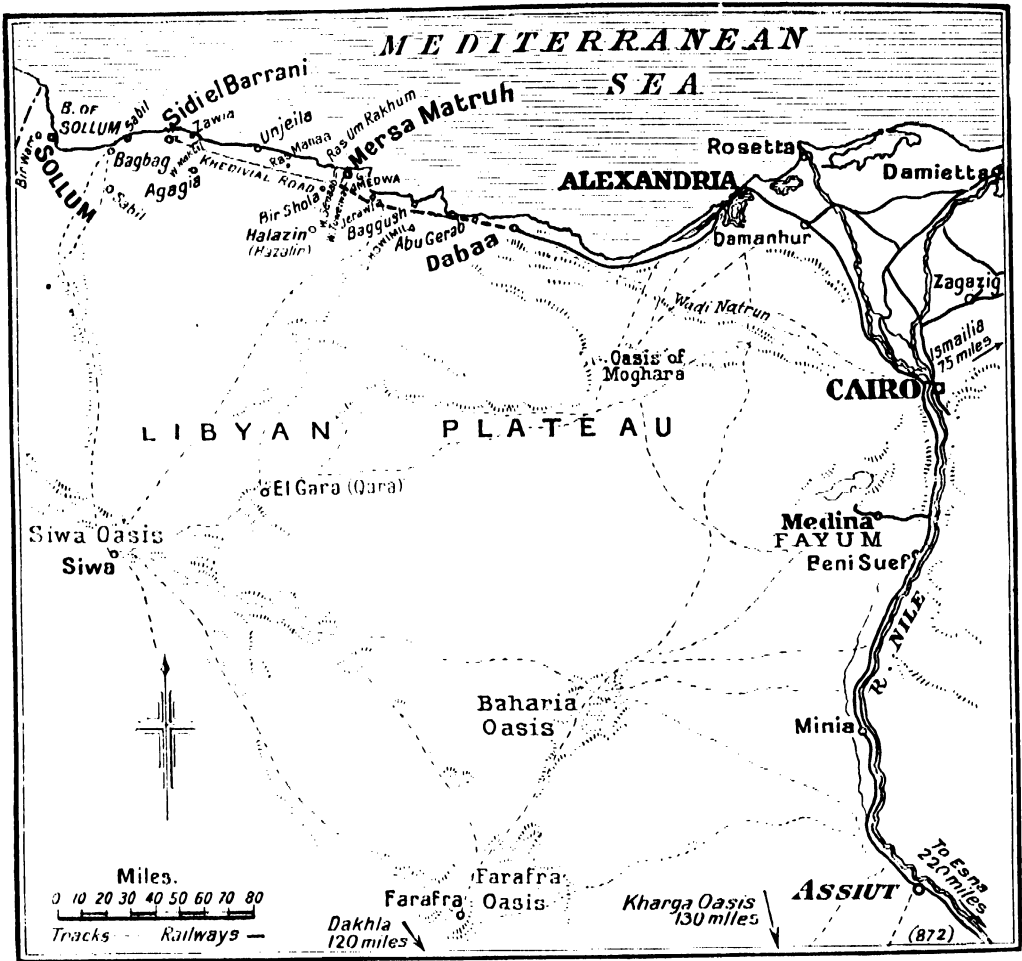 MEDITERRANEAN
SEA
B. OF
SOLLUM
Sabil
Sidi el Barrani
Zawia
Unjeila
Ras Um Rakhum
Mersa Matruh
Bir Warr
SOLLUM
Bagbag
Agagia
KHEDIVIAL ROAD
Sabil
MEDWA
Bir Shola
Halazin
(Hazalin)
Jerawla
Baggush
HOWIMIL
Abu Gerab
Dabaa
ALEXANDRIA
Rosetta
Damietta
Damanhur
Zagazig
Wadi Natrun
Ismailia
75 miles
Oasis of
Moghara
CAIRO
LIBYAN PLATEAU
El Gara (Qara)
Siwa Oasis
Siwa
Medina
FAYUM
Beni Suef
R. NILE
Baharia
Oasis
Minia
To Esna
220 miles
Farafra
Oasis
Farafra
ASSIUT
Kharga Oasis
130 miles
Dakhla
120 miles
Miles.
0 10 20 30 40 50 60 70 80
Tracks -- Railways —
(872)